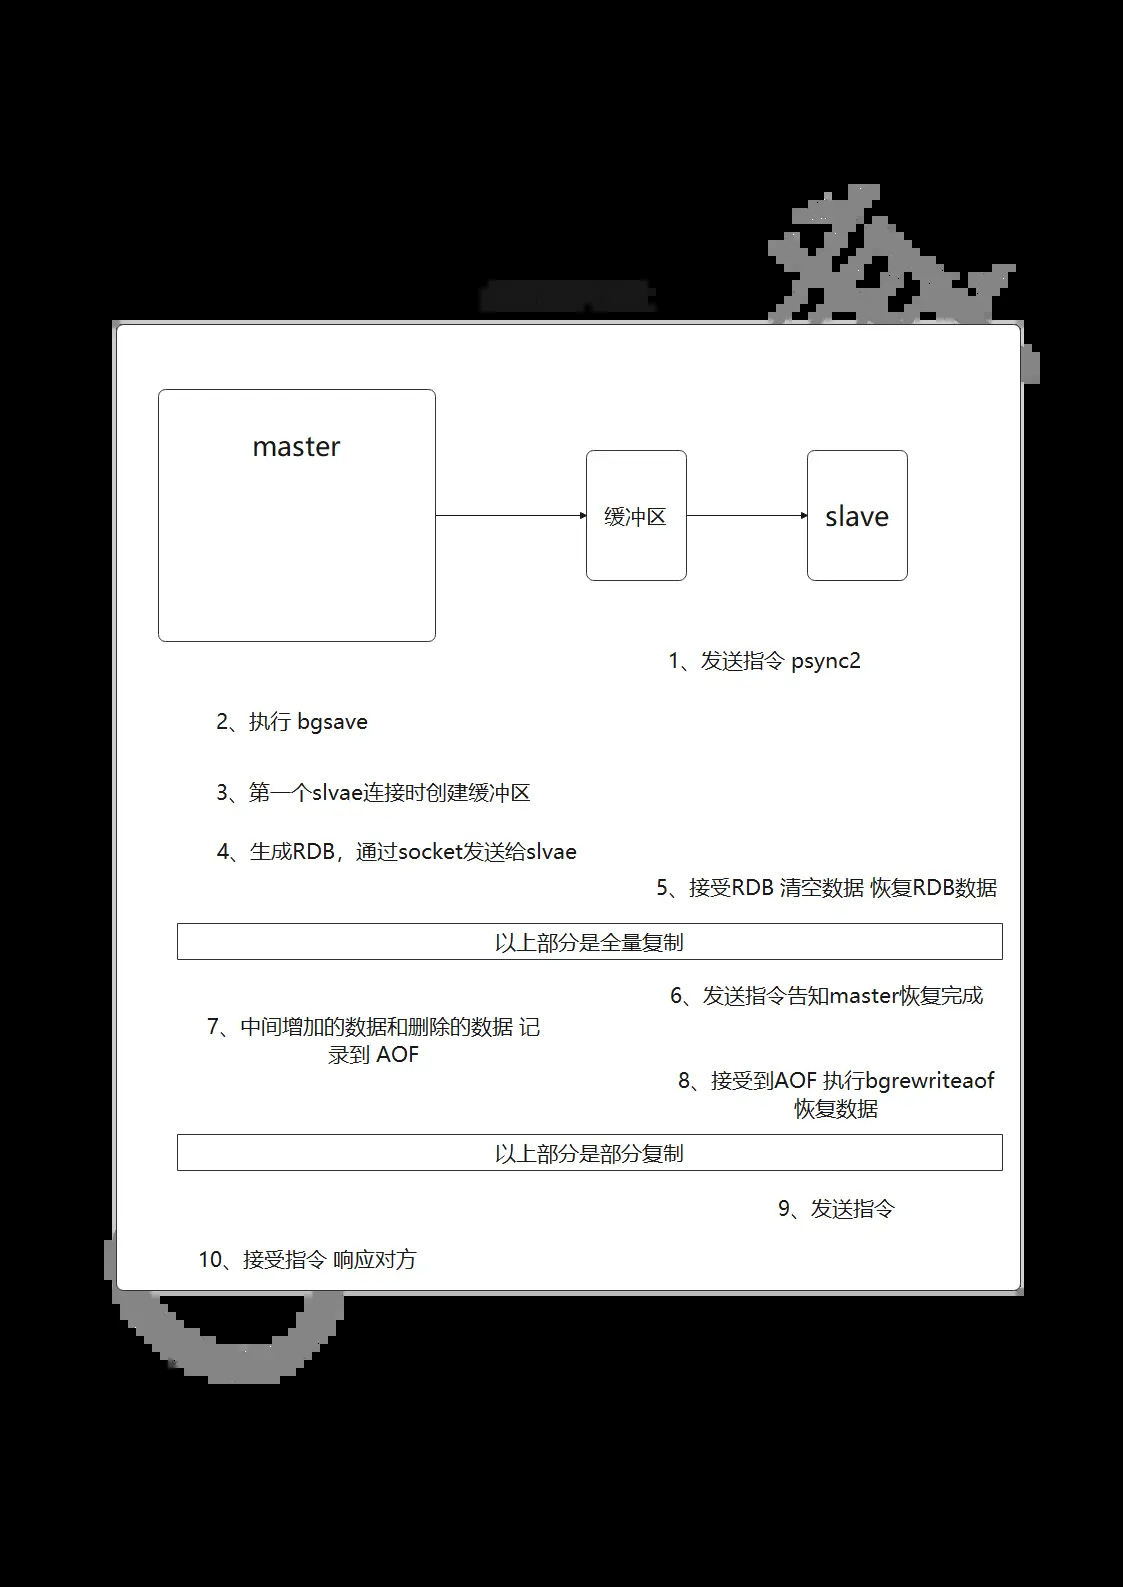 master
缓冲区
slave
1、发送指令 psync2
2、执行 bgsave
3、第一个slvae连接时创建缓冲区
4、生成RDB，通过socket发送给slvae
5、接受RDB 清空数据 恢复RDB数据
以上部分是全量复制
6、发送指令告知master恢复完成
7、中间增加的数据和删除的数据 记
录到 AOF
8、接受到AOF 执行bgrewriteaof
恢复数据
以上部分是部分复制
9、发送指令
10、接受指令 响应对方